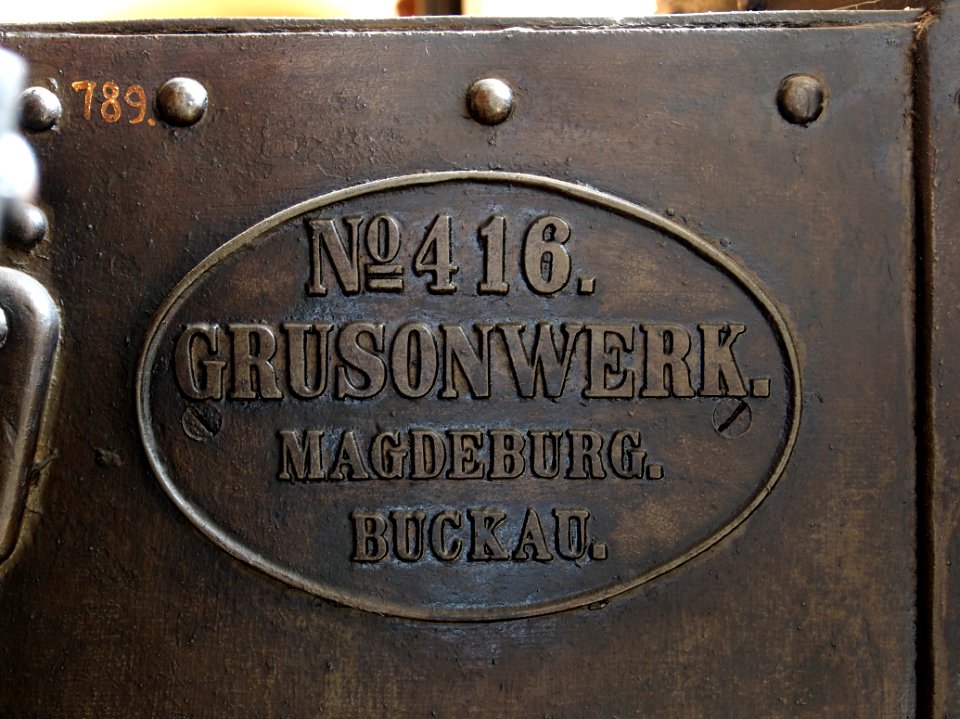 789.
№ 416.
GRUSONWERK.
MAGDEBURG.
BUCKAU.